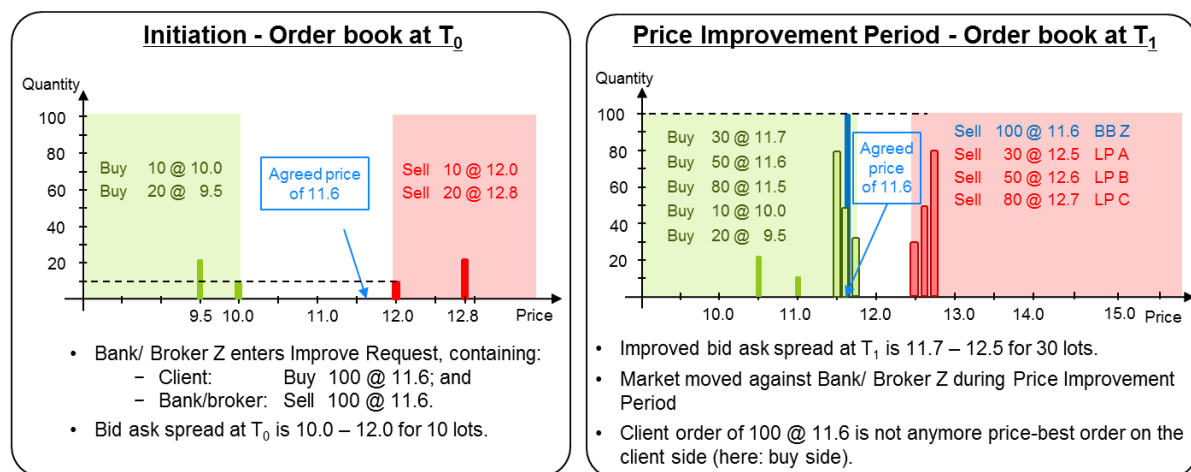 Initiation - Order book at T0
Quantity
100
80
60
40
20
Buy 10 @ 10.0
Buy 20 @ 9.5
Agreed price
of 11.6
Sell 10 @ 12.0
Sell 20 @ 12.8
9.5 10.0 11.0 12.0 12.8 Price
• Bank/ Broker Z enters Improve Request, containing:
− Client: Buy 100 @ 11.6; and
− Bank/broker: Sell 100 @ 11.6.
• Bid ask spread at T0 is 10.0 – 12.0 for 10 lots.
Price Improvement Period - Order book at T1
Quantity
100
80
60
40
20
Buy 30 @ 11.7
Buy 50 @ 11.6
Buy 80 @ 11.5
Buy 10 @ 10.0
Buy 20 @ 9.5
Agreed
price
of 11.6
Sell 100 @ 11.6 BB Z
Sell 30 @ 12.5 LP A
Sell 50 @ 12.6 LP B
Sell 80 @ 12.7 LP C
10.0 11.0 12.0 13.0 14.0 15.0 Price
• Improved bid ask spread at T1 is 11.7 – 12.5 for 30 lots.
• Market moved against Bank/ Broker Z during Price Improvement
Period
• Client order of 100 @ 11.6 is not anymore price-best order on the
client side (here: buy side).